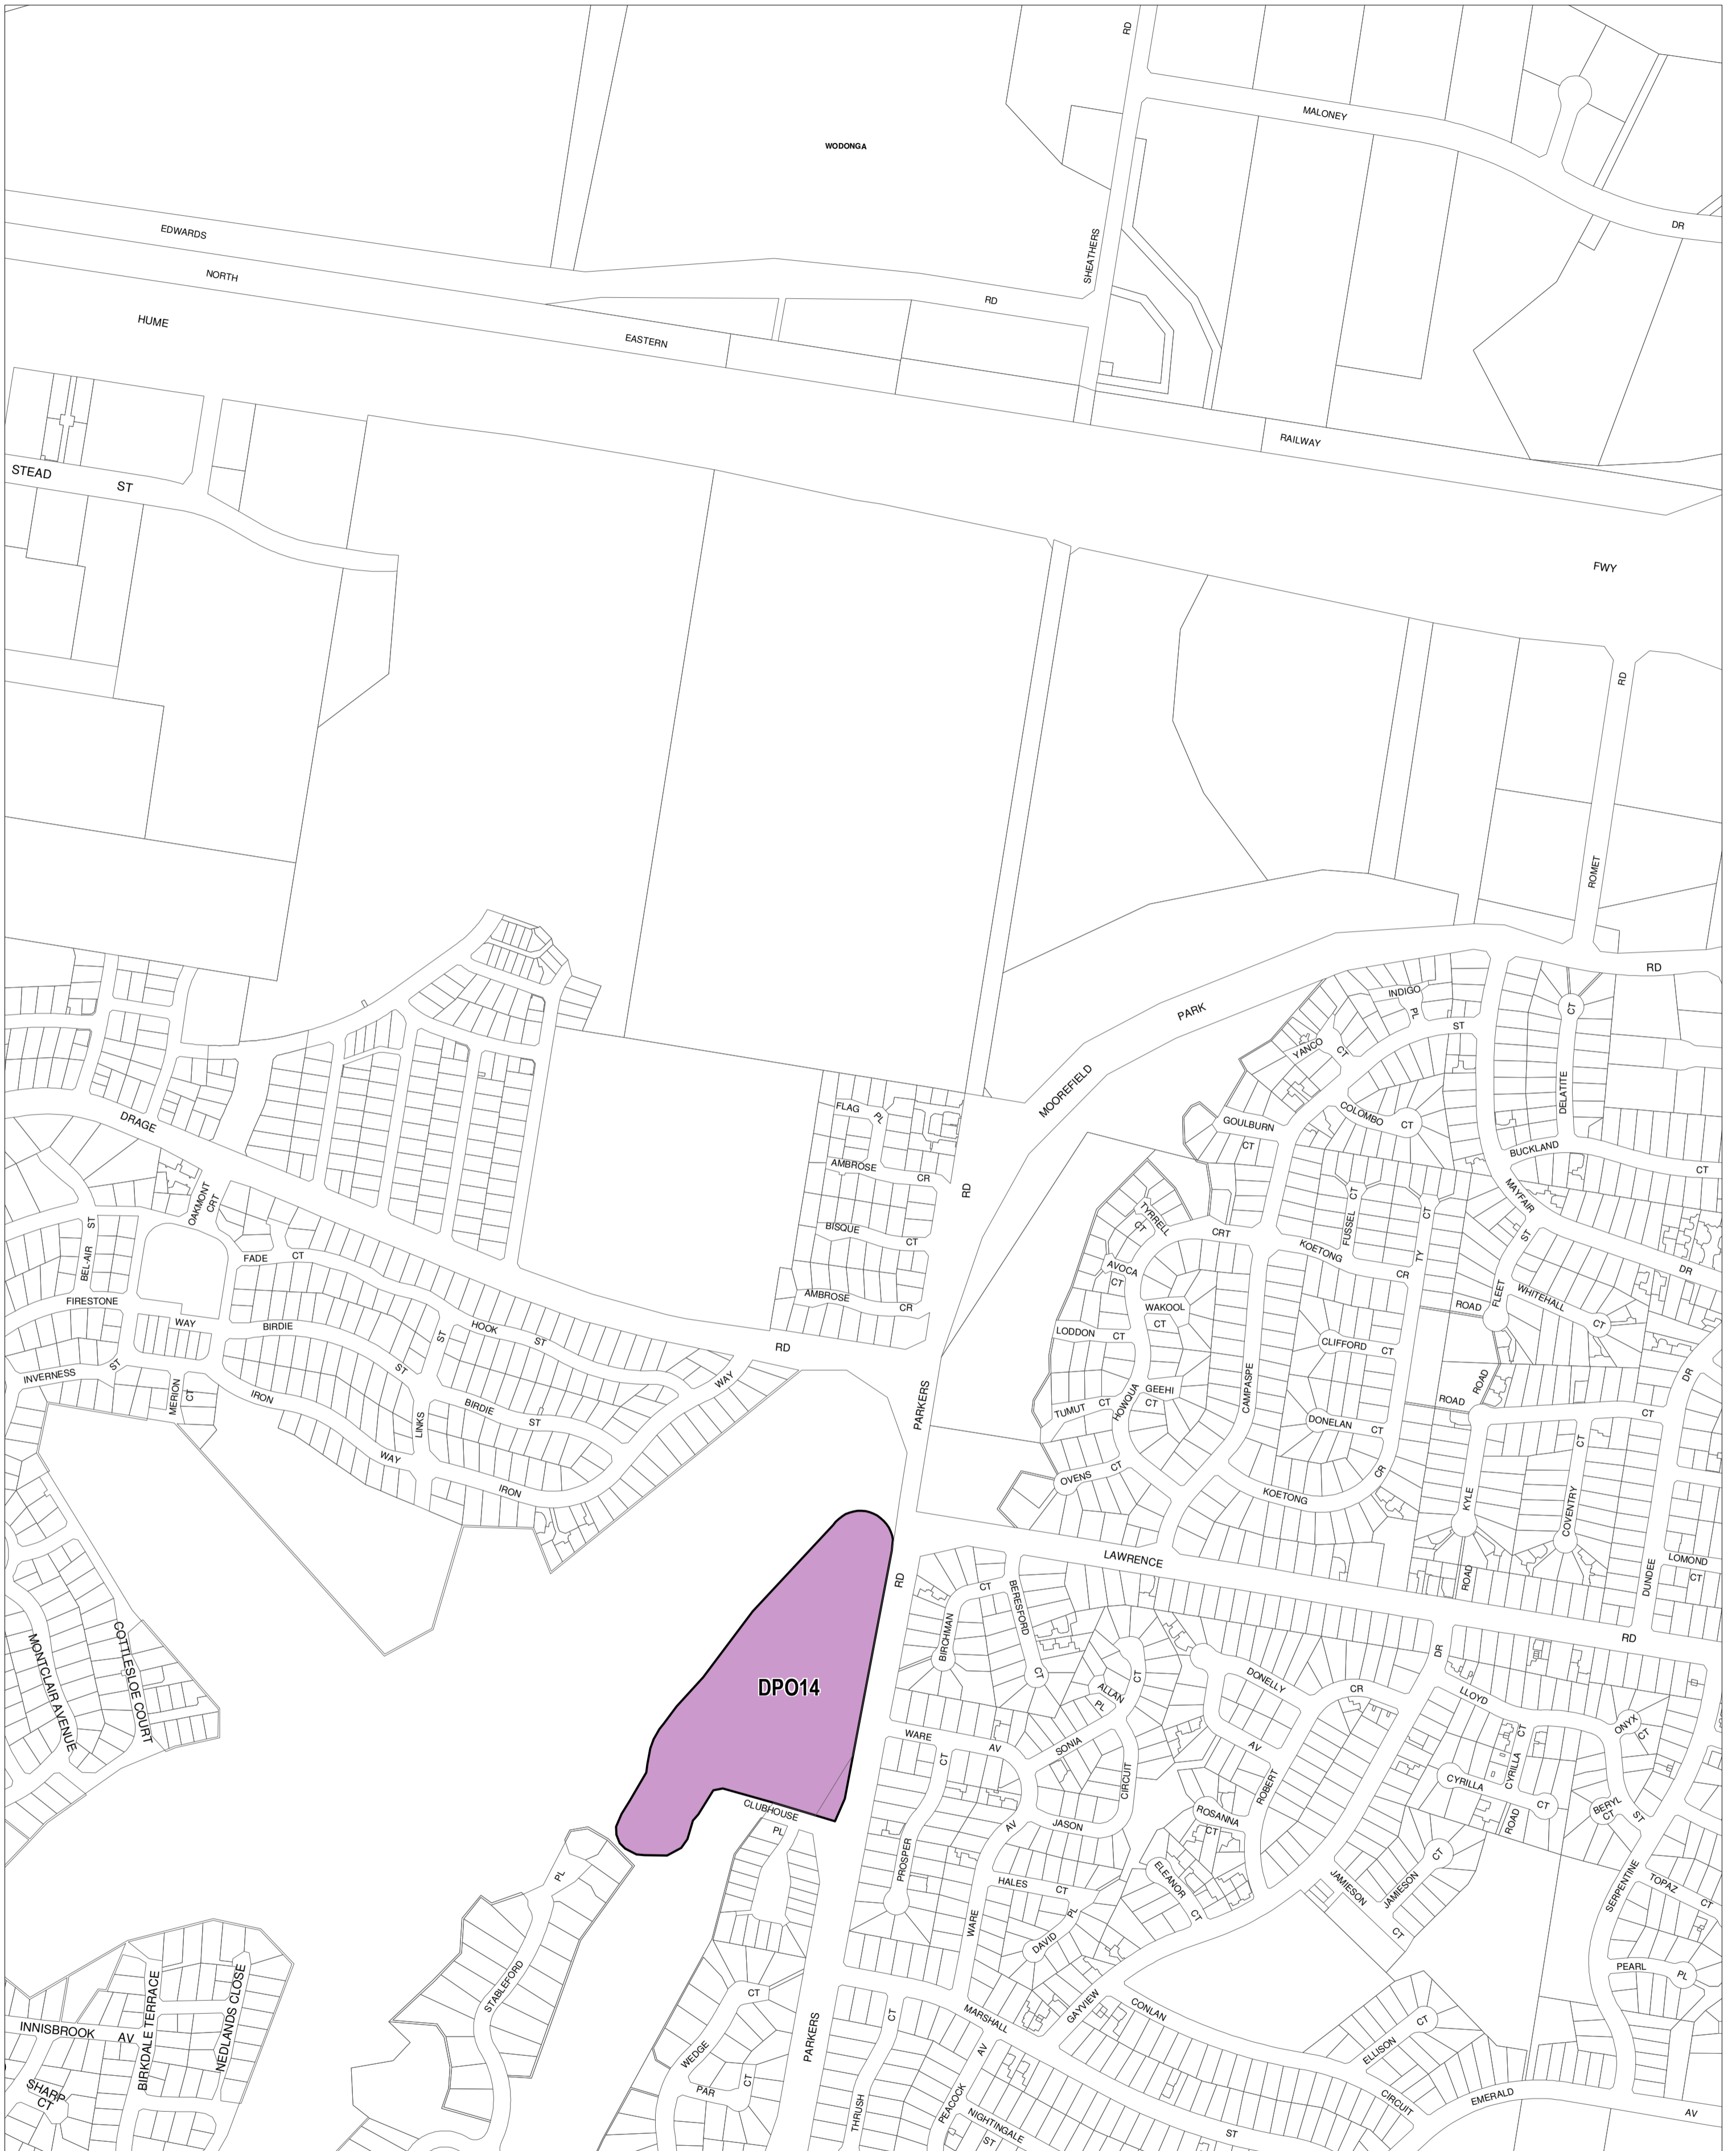 RD
MALONEY
WODONGA
DR
EDWARDS
SHEATHERS
NORTH
RD
HUME
EASTERN
RAILWAY
STEAD
ST
FWY
RD
ROMET
RD
INDIGO
PL
CT
PARK
ST
YANCO
CT
MOOREFIELD
DELATITE
FLAG
PL
COLOMBO
CT
DRAGE
GOULBURN
CT
BUCKLAND
CT
AMBROSE
CR
RD
OAKMONT
CRT
FUSSEL CT
CT
MAYFAIR
TYRRELL
CT
ST
BEL-AIR
BISQUE
CT
CRT
ST
FADE
CT
KOETONG
CR
TY
AVOCA
CT
DR
FIRESTONE
WAY
AMBROSE
CR
WAKOOL
CT
ROAD
FLEET
WHITEHALL
CT
BIRDIE
ST
HOOK
ST
ST
RD
LODDON
CT
CLIFFORD
CT
INVERNESS
ST
MERION
CT
IRON
WAY
GEEHI
CT
CAMPASPE
ROAD
ROAD
DR
PARKERS
TUMUT
CT
HOWQUA
BIRDIE
ST
LINKS
DONELAN
CT
CT
WAY
IRON
OVENS
CT
CR
KOETONG
KYLE
COVENTRY
CT
LAWRENCE
LOMOND
CT
RD
CT
BERESFORD
ROAD
DUNDEE
BIRCHMAN
CT
MONTCLAIR AVENUE
COTTLESLOE COURT
DPO14
ALLAN
PL
CT
DONELLY
CR
DR
RD
LLOYD
ONYX
CT
WARE
AV
CT
SONIA
AV
CIRCUIT
ROBERT
CYRILLA
CYRILLA
CT
CT
BERYL
CT
ST
CLUBHOUSE
PL
JASON
AV
ROSANNA
CT
ROAD
PROSPER
PL
HALES
CT
ELEANOR
CT
JAMIESON
JAMIESON
CT
CT
SERPENTINE
TOPAZ
CT
WARE
DAVID
PL
STABLEFORD
CT
PEARL
PL
INNISBROOK
AV
BIRKDALE TERRACE
NEDLANDS CLOSE
PARKERS
CT
MARSHALL
GAYVIEW
CONLAN
ELLISON
CT
WEDGE
CT
PAR
AV
SHARP
CT
THRUSH
PEACOCK
NIGHTINGALE
ST
ST
CIRCUIT
EMERALD
AV